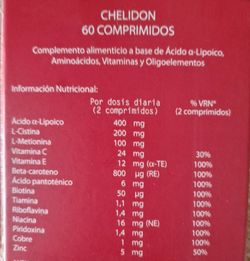 CHELIDON
60 COMPRIMIDOS
Complemento alimenticio a base de Ácido α-Lipoico,
Aminoácidos, Vitaminas y Oligoelementos
Información Nutricional:
Por dosis diaria % VRN*
(2 comprimidos) (2 comprimidos)
Ácido α-Lipoico 400 mg
L-Cistina 200 mg
L-Metionina 100 mg
Vitamina C 24 mg 30%
Vitamina E 12 mg (α-TE) 100%
Beta-caroteno 800 µg (RE) 100%
Ácido pantoténico 6 mg 100%
Biotina 50 µg 100%
Tiamina 1,1 mg 100%
Riboflavina 1,4 mg 100%
Niacina 16 mg (NE) 100%
Piridoxina 1,4 mg 100%
Cobre 1 mg 100%
Zinc 5 mg 50%